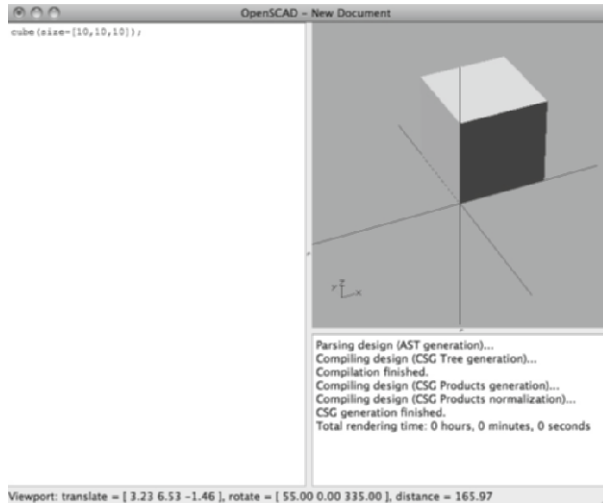 OpenSCAD – New Document
cube(size=[10,10,10]);
z
y
x
Parsing design (AST generation)...
Compiling design (CSG Tree generation)...
Compilation finished.
Compiling design (CSG Products generation)...
Compiling design (CSG Products normalization)...
CSG generation finished.
Total rendering time: 0 hours, 0 minutes, 0 seconds
Viewport: translate = [ 3.23 6.53 -1.46 ], rotate = [ 55.00 0.00 335.00 ], distance = 165.97